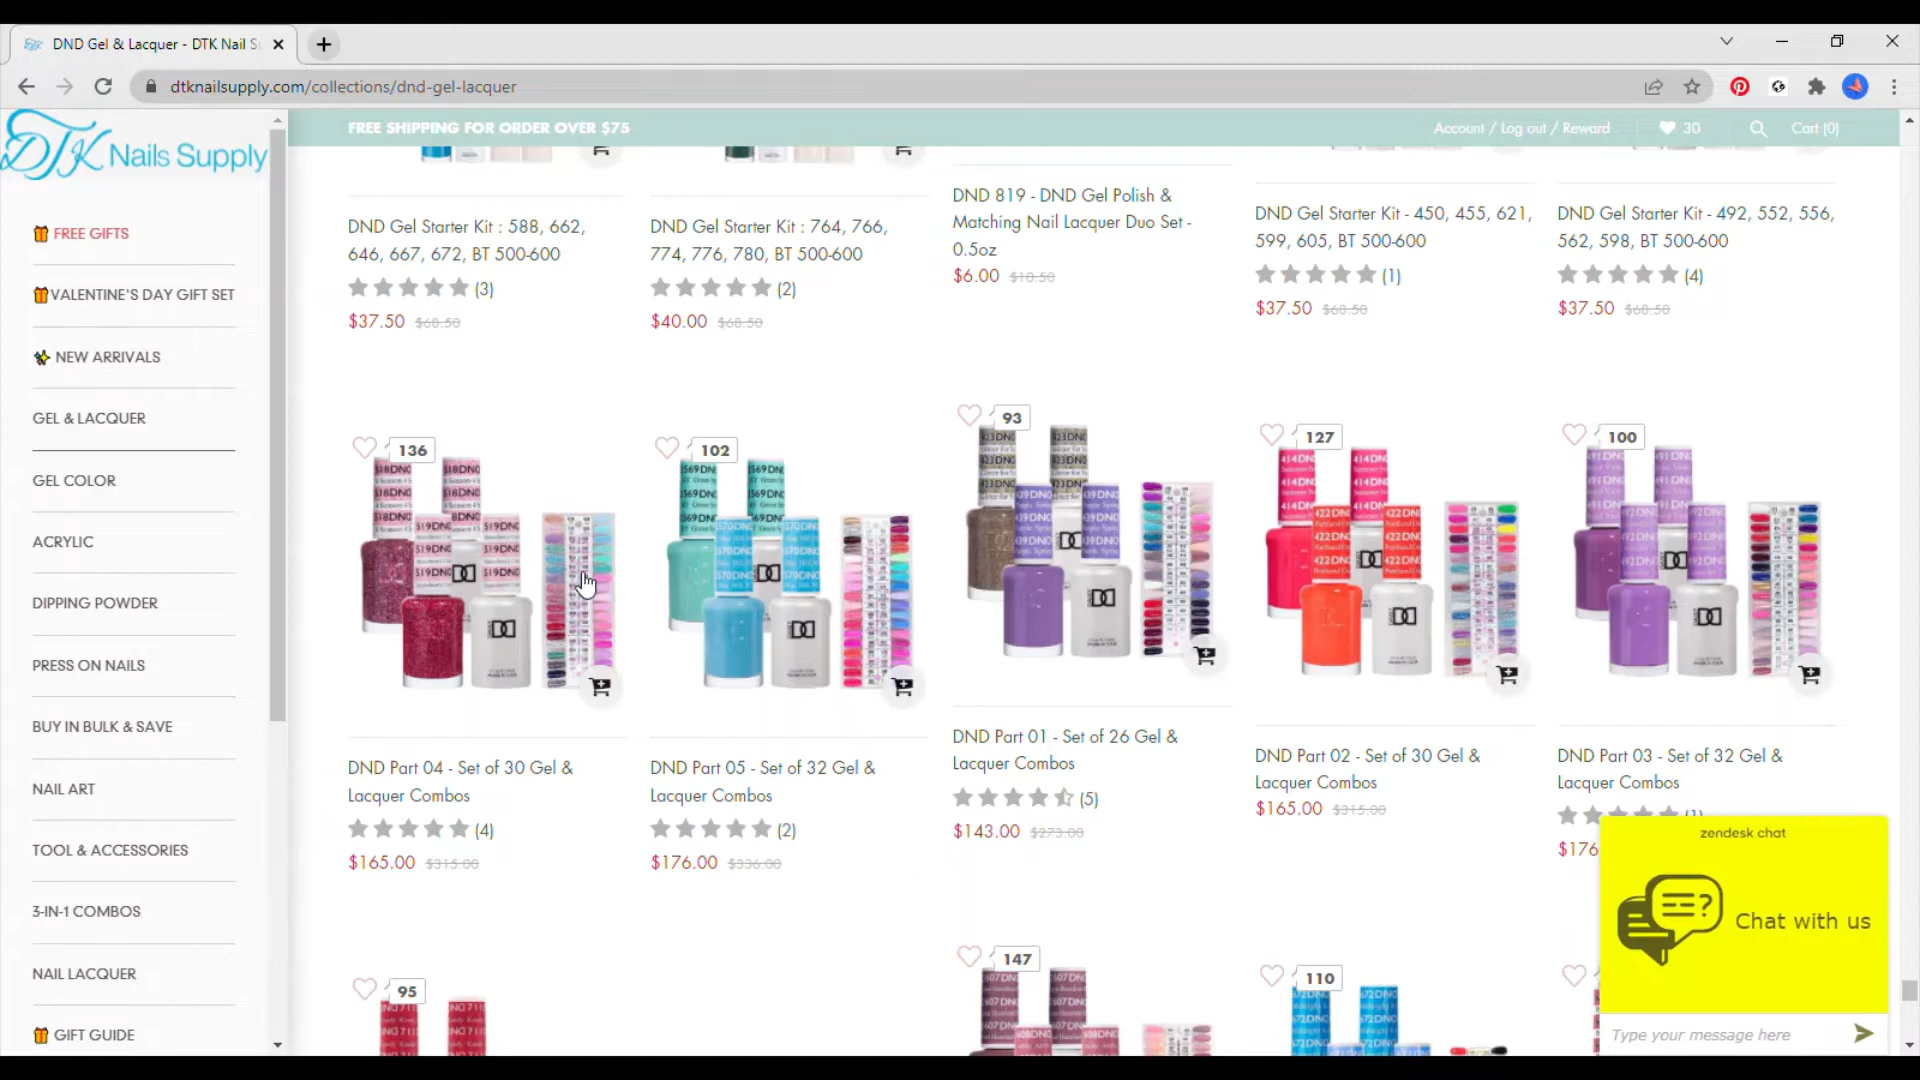 DND Gel & Lacquer - DTK Nail S
dtknailsupply.com/collections/dnd-gel-lacquer
DTK Nails Supply
FREE SHIPPING FOR ORDER OVER $75
Account / Log out / Reward
30
Cart (0)
FREE GIFTS
VALENTINE'S DAY GIFT SET
NEW ARRIVALS
GEL & LACQUER
GEL COLOR
ACRYLIC
DIPPING POWDER
PRESS ON NAILS
BUY IN BULK & SAVE
NAIL ART
TOOL & ACCESSORIES
3-IN-1 COMBOS
NAIL LACQUER
GIFT GUIDE
DND Gel Starter Kit : 588, 662,
646, 667, 672, BT 500-600
(3)
$37.50 $68.50
DND Gel Starter Kit : 764, 766,
774, 776, 780, BT 500-600
(2)
$40.00 $68.50
DND 819 - DND Gel Polish &
Matching Nail Lacquer Duo Set -
0.5oz
$6.00 $10.50
DND Gel Starter Kit - 450, 455, 621,
599, 605, BT 500-600
(1)
$37.50 $68.50
DND Gel Starter Kit - 492, 552, 556,
562, 598, BT 500-600
(4)
$37.50 $68.50
136
DND Part 04 - Set of 30 Gel &
Lacquer Combos
(4)
$165.00 $315.00
102
DND Part 05 - Set of 32 Gel &
Lacquer Combos
(2)
$176.00 $336.00
93
DND Part 01 - Set of 26 Gel &
Lacquer Combos
(5)
$143.00 $273.00
127
DND Part 02 - Set of 30 Gel &
Lacquer Combos
$165.00 $315.00
100
DND Part 03 - Set of 32 Gel &
Lacquer Combos
(1)
$176
95
147
110
zendesk chat
Chat with us
Type your message here